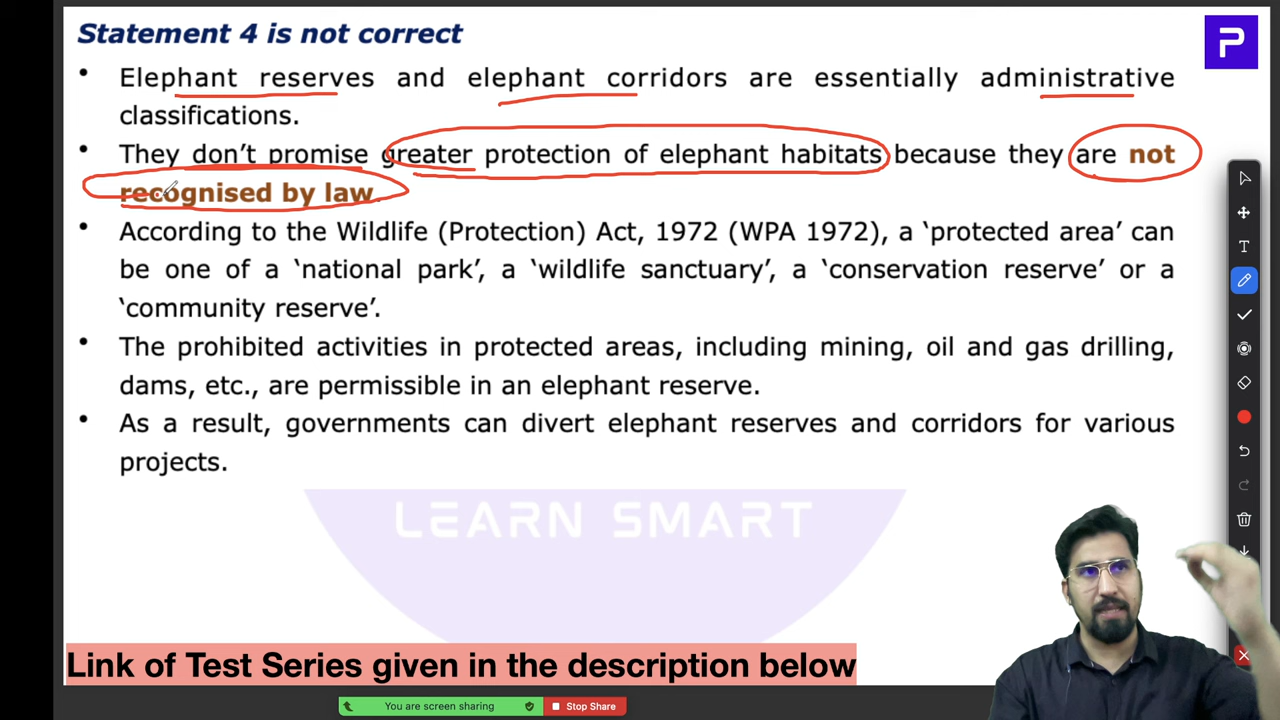 Statement 4 is not correct
P
• Elephant reserves and elephant corridors are essentially administrative
classifications.
• They don’t promise greater protection of elephant habitats because they are not
recognised by law.
• According to the Wildlife (Protection) Act, 1972 (WPA 1972), a ‘protected area’ can
be one of a ‘national park’, a ‘wildlife sanctuary’, a ‘conservation reserve’ or a
‘community reserve’.
• The prohibited activities in protected areas, including mining, oil and gas drilling,
dams, etc., are permissible in an elephant reserve.
• As a result, governments can divert elephant reserves and corridors for various
projects.
LEARN SMART
Link of Test Series given in the description below
You are screen sharing
Stop Share
T